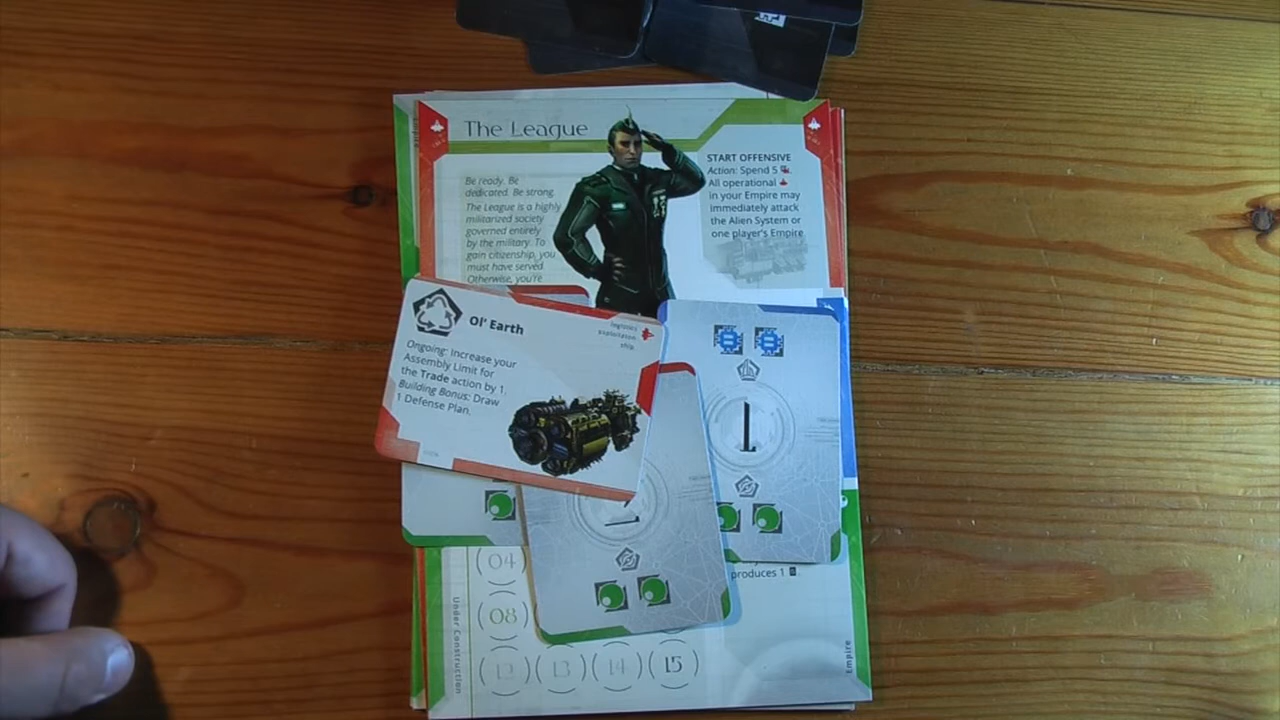 The League
Be ready. Be
dedicated. Be strong.
The League is a highly
militarized society
governed entirely
by the military. To
gain citizenship, you
must have served
Otherwise, you're
START OFFENSIVE
Action: Spend 5
All operational
in your Empire may
immediately attack
the Alien System or
one player's Empire
Ol' Earth
logistics
exploitation
ship
Ongoing: Increase your
Assembly Limit for
the Trade action by 1.
Building Bonus: Draw
1 Defense Plan.
1
1
produces 1
04
08
12 13 14 15
Under Construction
Empire